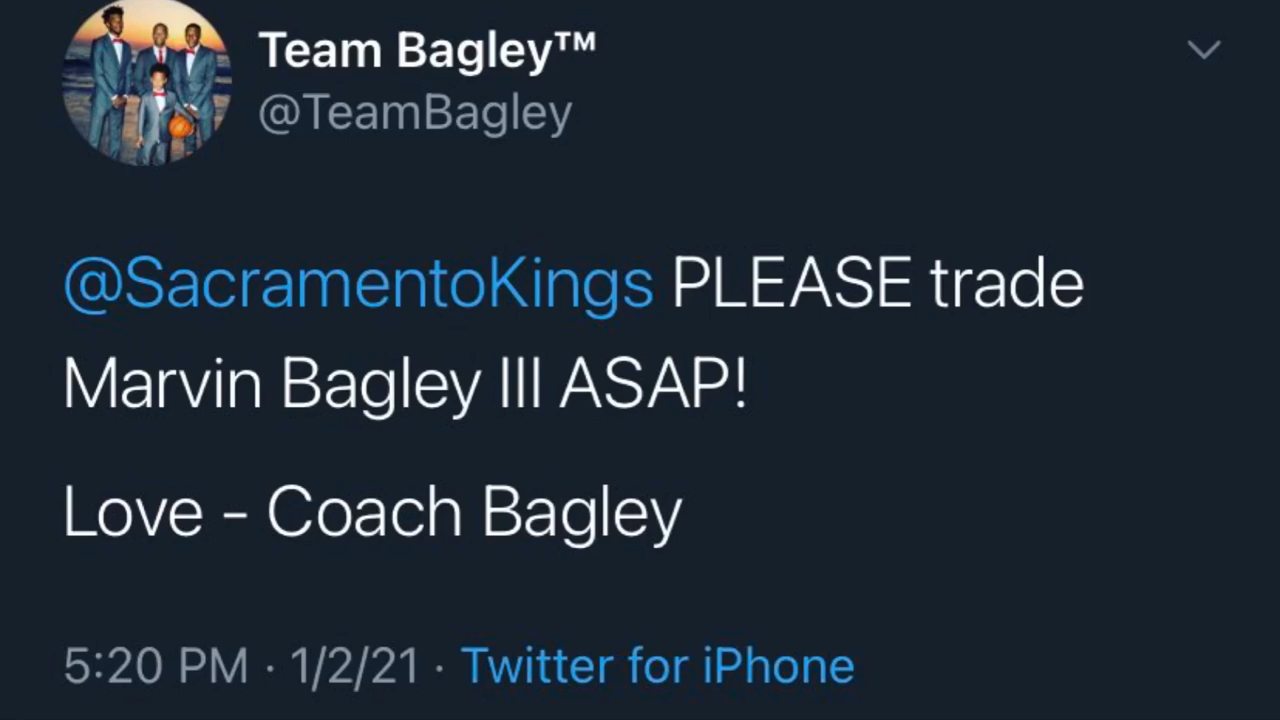 Team Bagley™
@TeamBagley
@SacramentoKings PLEASE trade
Marvin Bagley III ASAP!
Love - Coach Bagley
5:20 PM · 1/2/21 · Twitter for iPhone